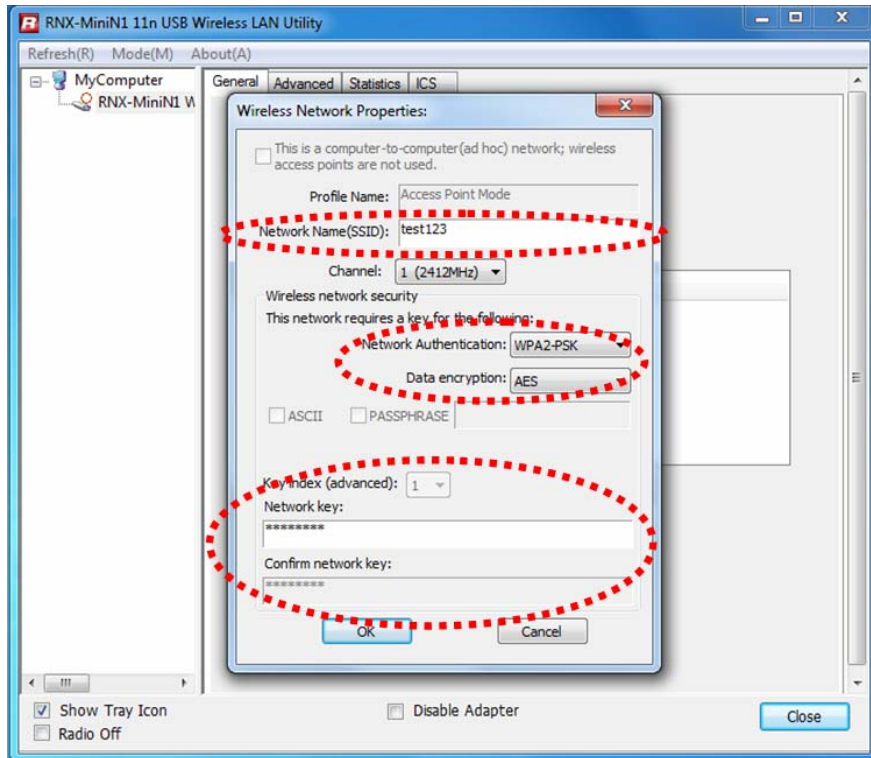 RNX-MiniN1 11n USB Wireless LAN Utility
Refresh(R) Mode(M) About(A)
MyComputer
RNX-MiniN1 W
General Advanced Statistics ICS
Wireless Network Properties:
This is a computer-to-computer(ad hoc) network; wireless
access points are not used.
Profile Name: Access Point Mode
Network Name(SSID): test123
Channel: 1 (2412MHz)
Wireless network security
This network requires a key for the following:
Network Authentication: WPA2-PSK
Data encryption: AES
ASCII PASSPHRASE
Key index (advanced): 1
Network key:
********
Confirm network key:
********
OK Cancel
Show Tray Icon Disable Adapter
Radio Off
Close